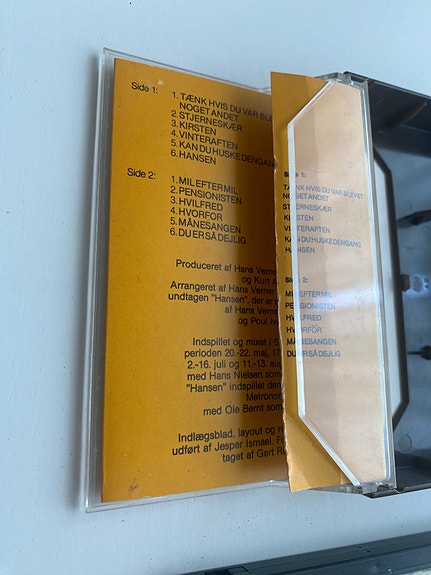 Side 1:
1. TÆNK HVIS DU VAR BLEVET
NOGET ANDET
2. STJERNESKÆR
3. KIRSTEN
4. VINTERAFTEN
5. KAN DU HUSKE DENGANG
6. HANSEN
Side 2:
1. MIL EFTER MIL
2. PENSIONISTEN
3. HVILFRED
4. HVORFOR
5. MÅNESANGEN
6. DU ER SÅ DEJLIG
Produceret af Hans Verner
og Kurt
Arrangeret af Hans Verner
undtagen "Hansen", der er
af Hans Verner
og Poul
Indspillet og mixet i
perioden 20.-22. maj, 17.
2.-16. juli og 11.-13.
med Hans Nielsen som
"Hansen" indspillet den
Metronom
med Ole Bernt som
Indlægsblad, layout og
udført af Jesper Ismael.
taget af Gert
Side 1:
TÆNK HVIS DU VAR BLEVET
NOGET ANDET
STJERNESKÆR
KIRSTEN
VINTERAFTEN
KAN DU HUSKE DENGANG
HANSEN
Side 2:
MIL EFTER MIL
PENSIONISTEN
HVILFRED
HVORFOR
MÅNESANGEN
DU ER SÅ DEJLIG